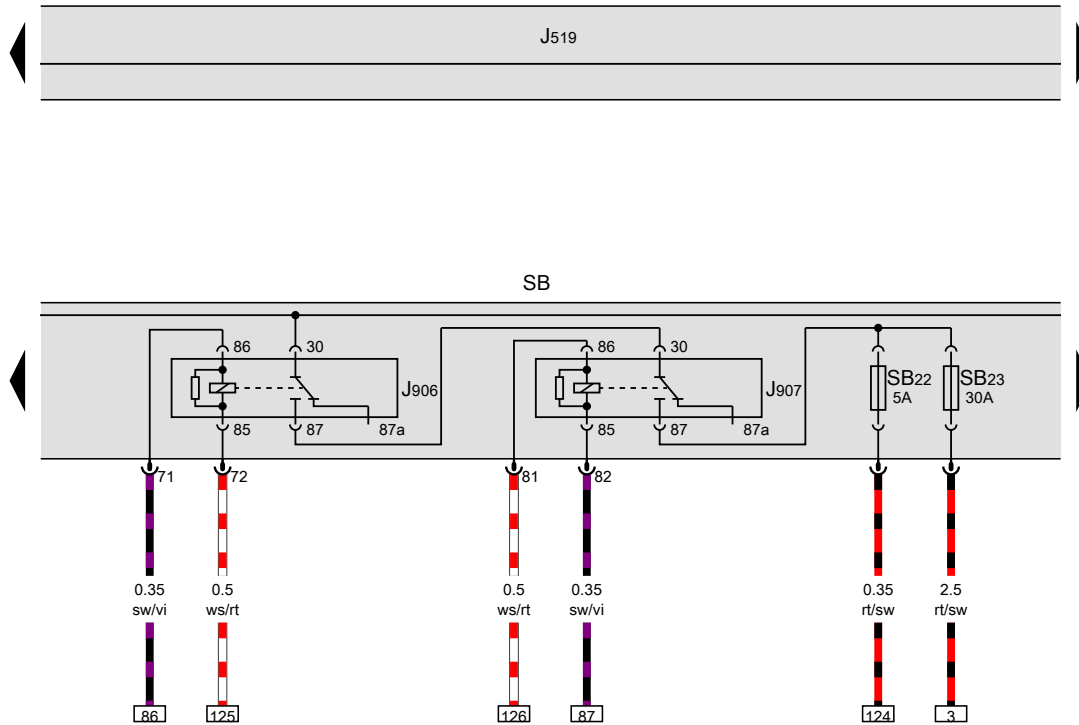 J519
SB
86 30 86 30
J906 J907 SB22 SB23
5A 30A
85 87 87a 85 87 87a
71 72 81 82
0.35 0.5 0.5 0.35 0.35 2.5
sw/vi ws/rt ws/rt sw/vi rt/sw rt/sw
86 125 126 87 124 3